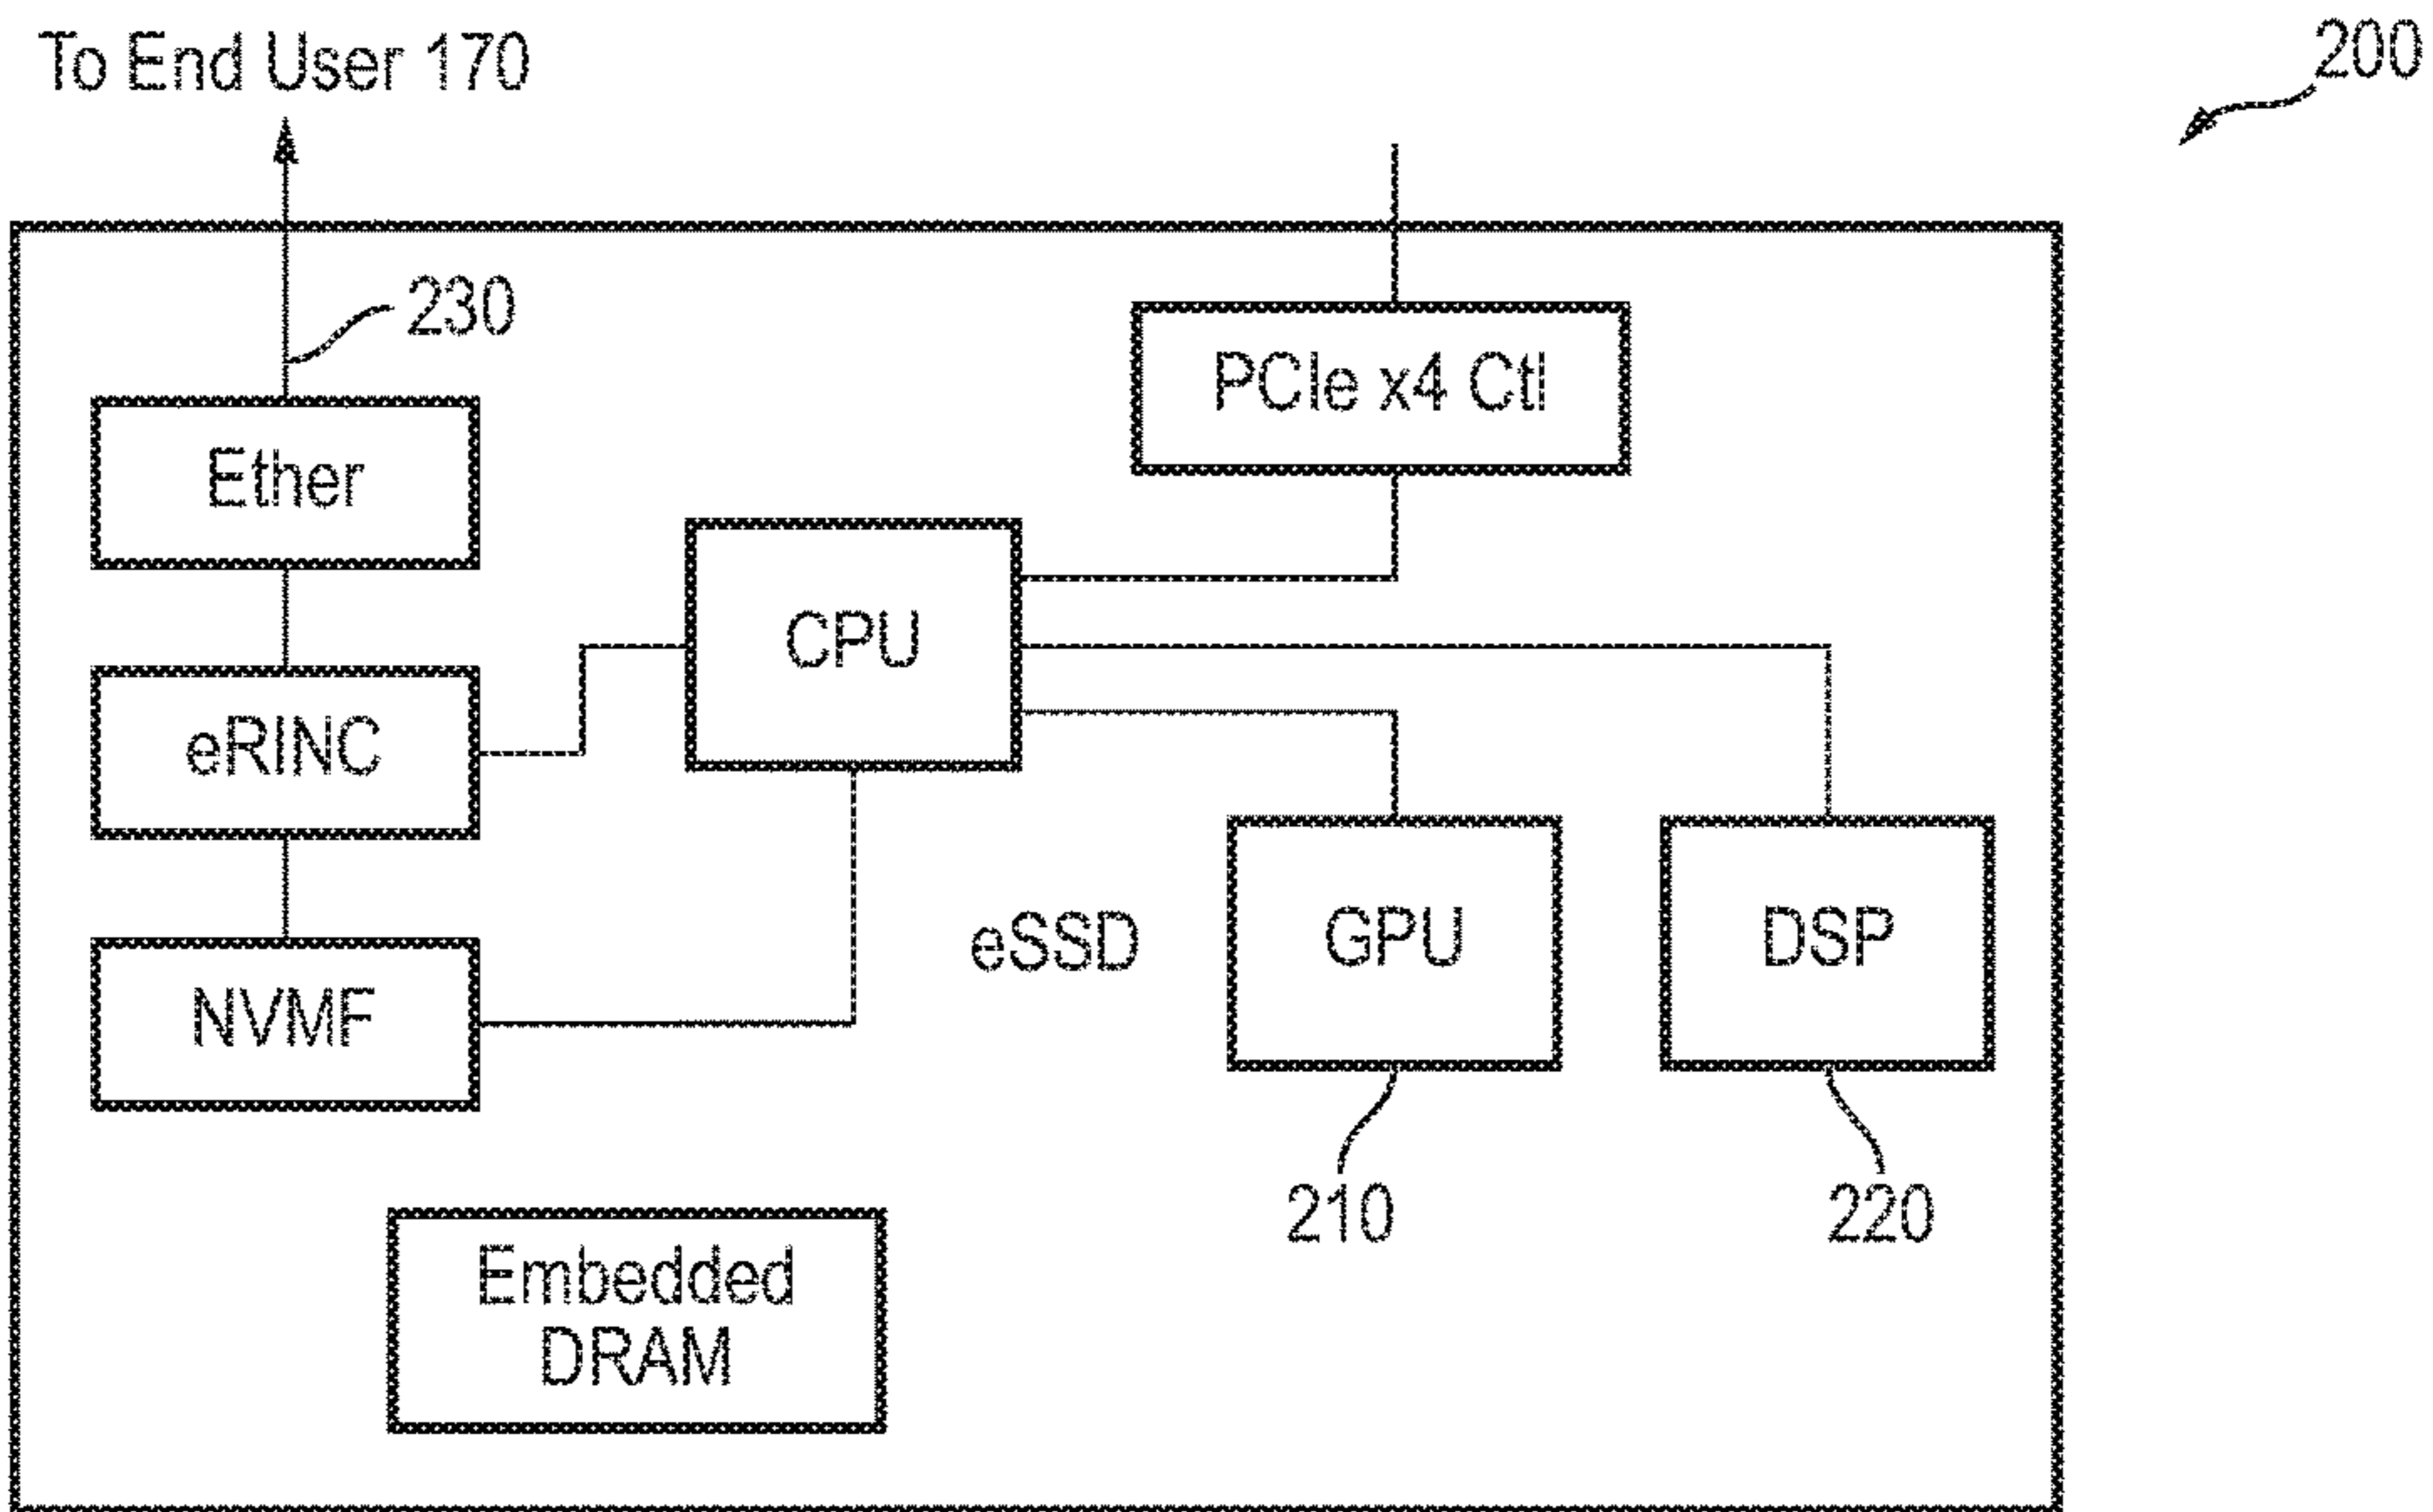 To End User 170
200
230
PCIe x4 Ctl
Ether
CPU
eRINC
eSSD
GPU
DSP
NVMF
210
220
Embedded
DRAM